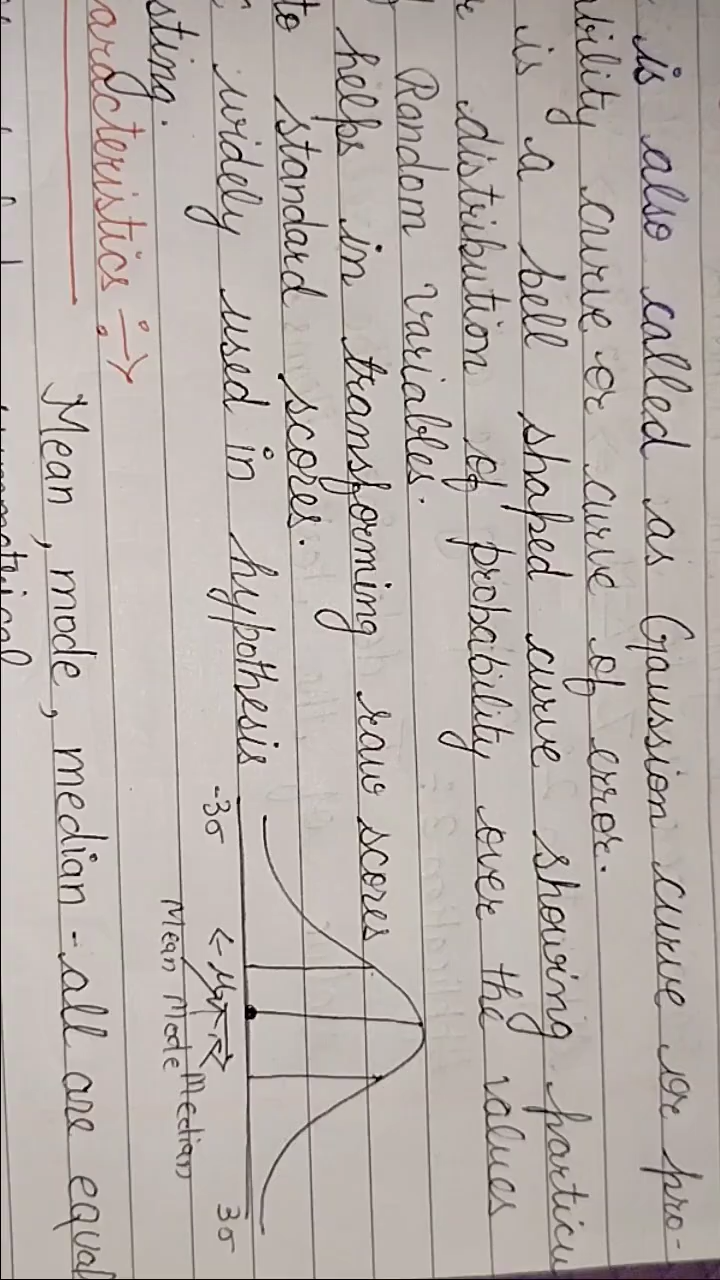 is also called as Gaussion curve or pro-
bility curve or curve of error.
is a bell shaped curve showing particu
distribution of probability over the values
Random variables.
helps in transforming raw scores
to standard scores.
widely used in hypothesis
sting.
-3σ
3σ
Mean Mode Median
aracteristics :→
Mean, mode, median - all are equal